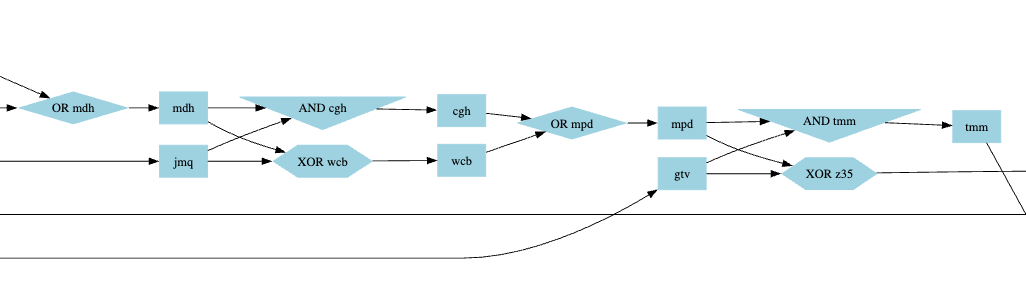 OR mdh
mdh
jmq
AND cgh
XOR wcb
cgh
wcb
OR mpd
mpd
gtv
AND tmm
XOR z35
tmm